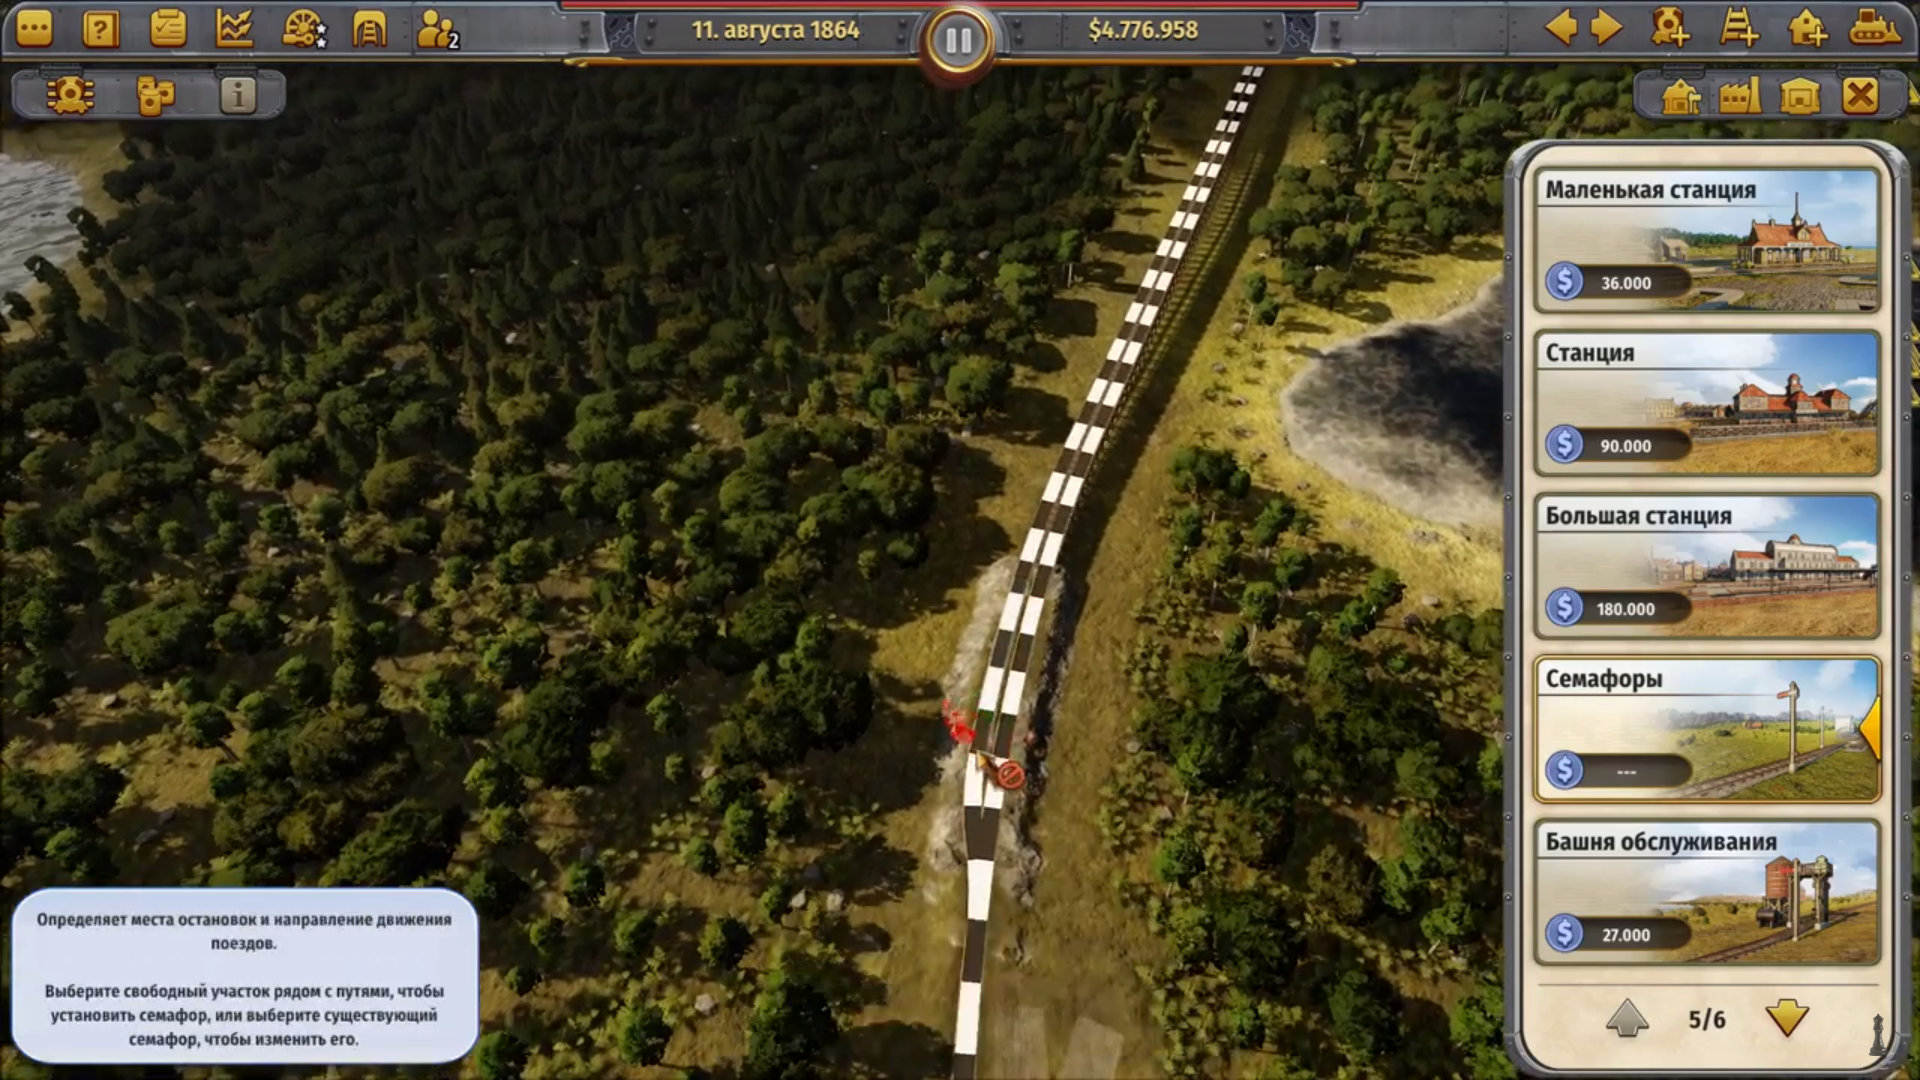 2
11. августа 1864
$4.776.958
Маленькая станция
36.000
Станция
90.000
Большая станция
180.000
Семафоры
---
Башня обслуживания
27.000
5/6
Определяет места остановок и направление движения
поездов.
Выберите свободный участок рядом с путями, чтобы
установить семафор, или выберите существующий
семафор, чтобы изменить его.